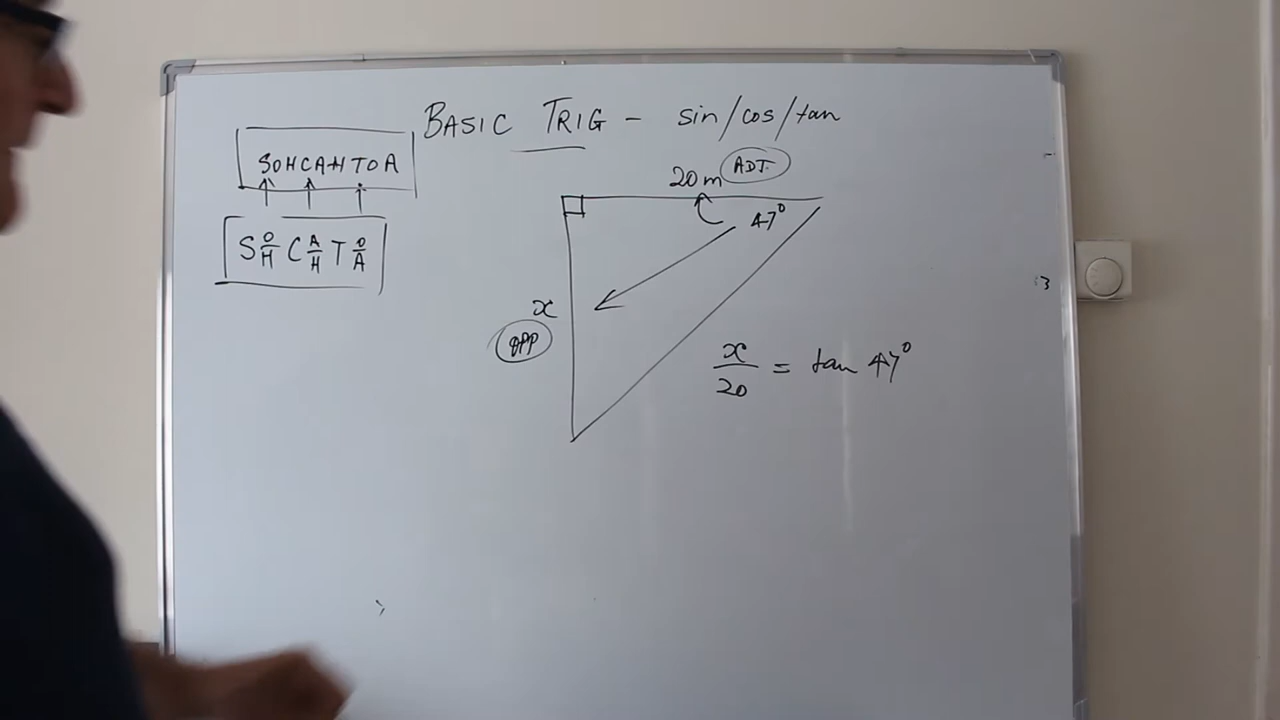 BASIC TRIG - sin/cos/tan
SOHCAHTOA
S O/H C A/H T O/A
20 m ADJ.
47°
x
OPP
x/20 = tan 47°